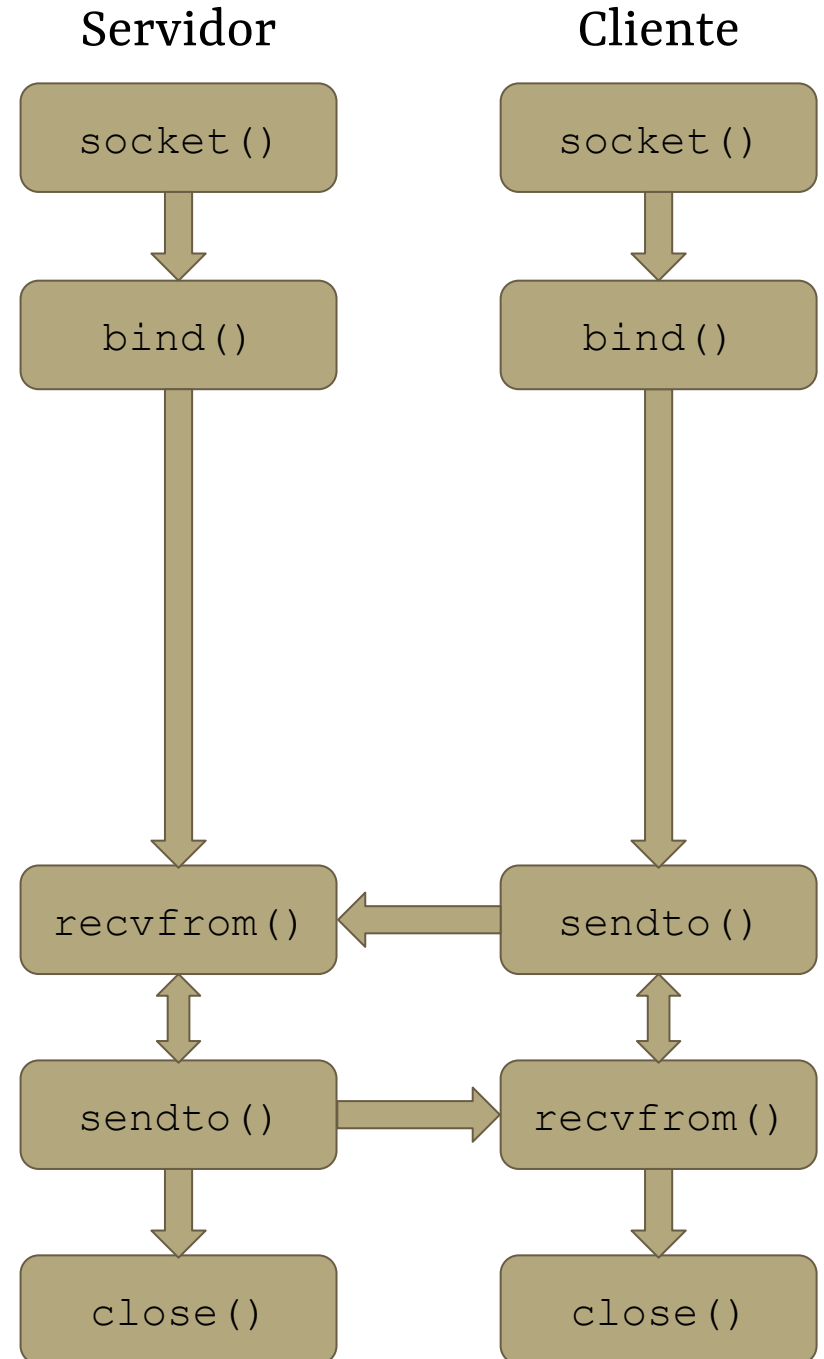 Servidor
Cliente
socket()
socket()
bind()
bind()
recvfrom()
sendto()
sendto()
recvfrom()
close()
close()